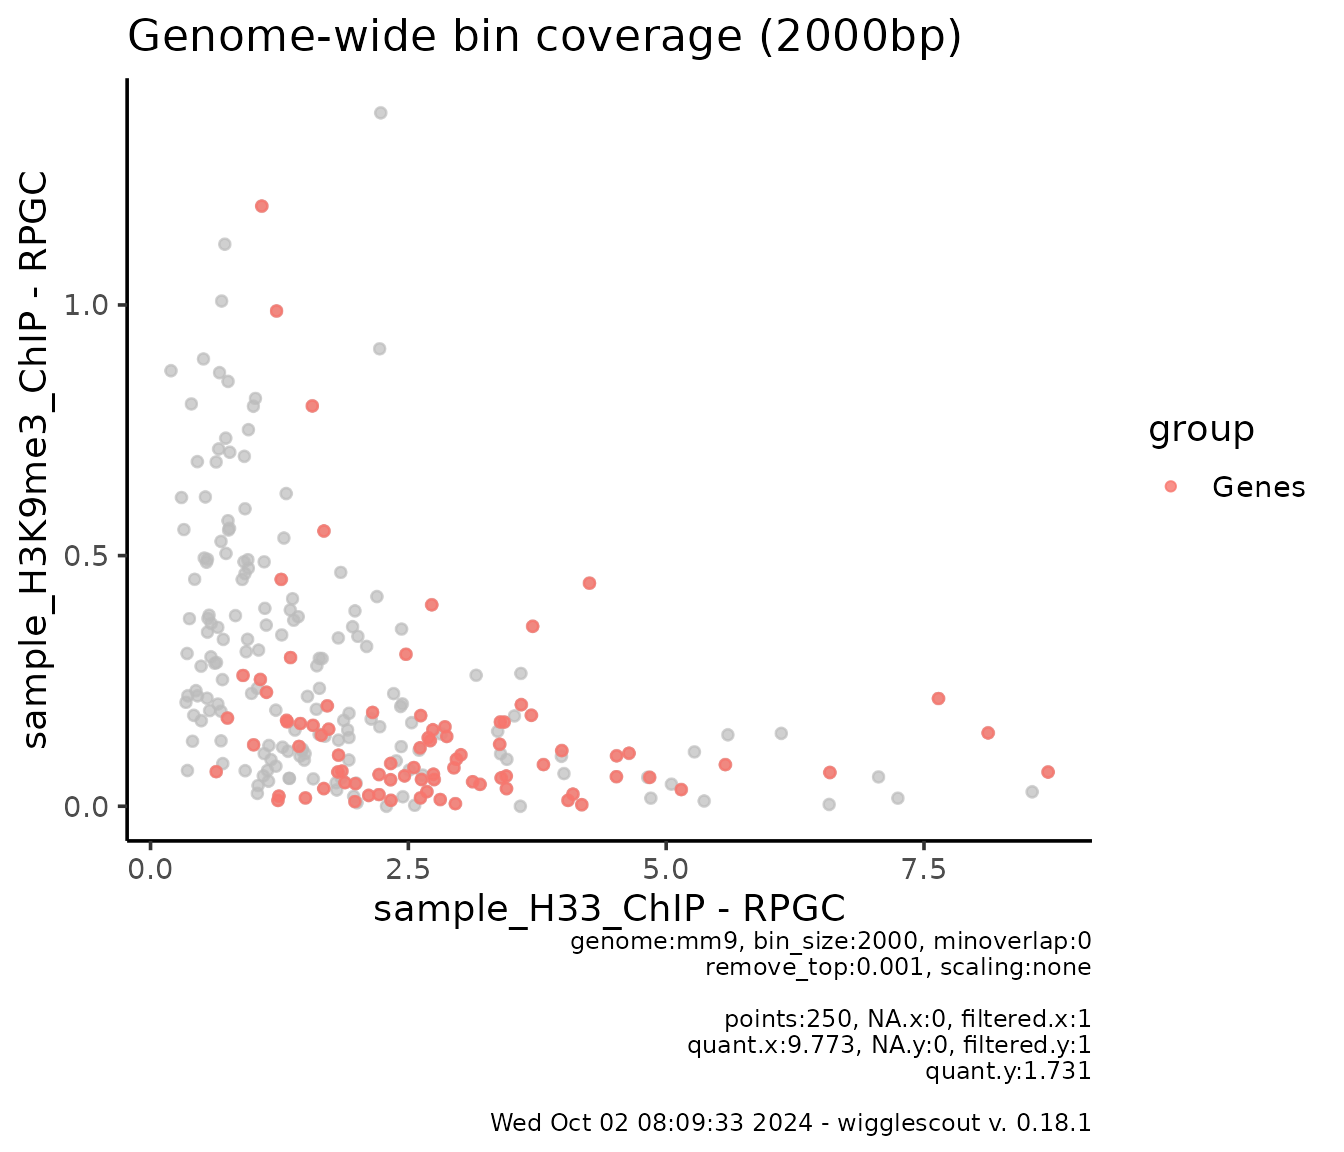 Genome-wide bin coverage (2000bp)
sample_H3K9me3_ChIP - RPGC
1.0
0.5
0.0
0.0 2.5 5.0 7.5
sample_H33_ChIP - RPGC
group
Genes
genome:mm9, bin_size:2000, minoverlap:0
remove_top:0.001, scaling:none
points:250, NA.x:0, filtered.x:1
quant.x:9.773, NA.y:0, filtered.y:1
quant.y:1.731
Wed Oct 02 08:09:33 2024 - wigglescout v. 0.18.1